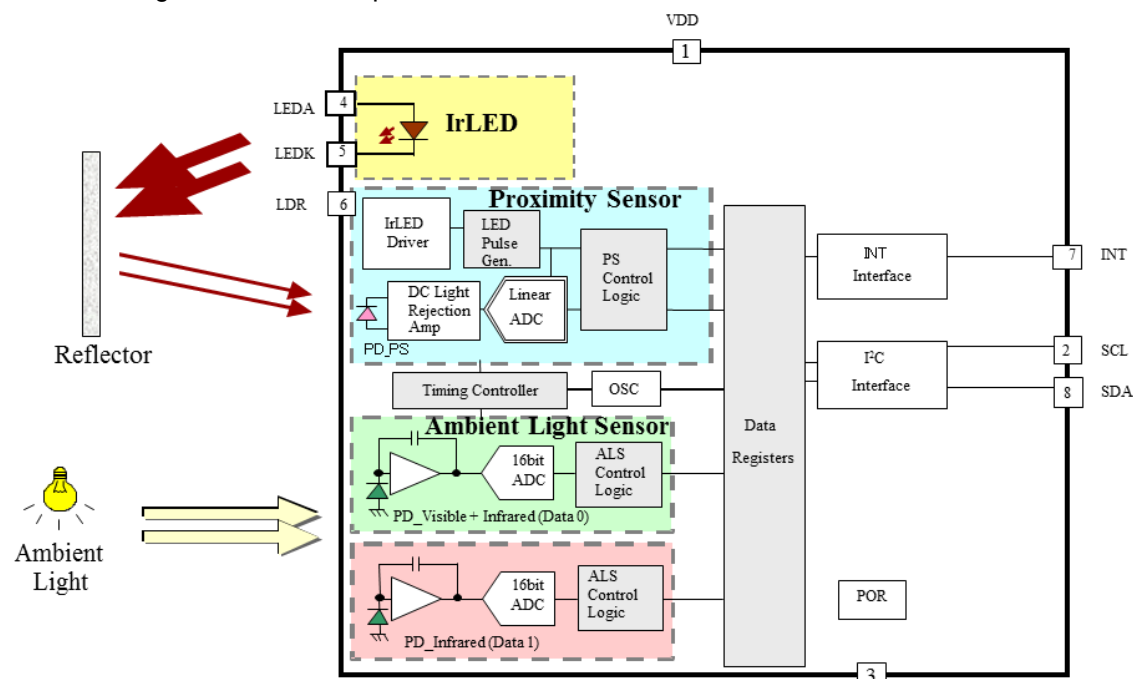 VDD
1
LEDA
4
IrLED
LEDK
5
LDR
6
Proximity Sensor
IrLED
Driver
LED
Pulse
Gen.
PS
Control
Logic
DC Light
Rejection
Amp
Linear
ADC
PD_PS
Reflector
INT
Interface
7
INT
I²C
Interface
2
SCL
8
SDA
Timing Controller
OSC
Data
Registers
Ambient Light Sensor
16bit
ADC
ALS
Control
Logic
PD_Visible + Infrared (Data 0)
Ambient
Light
16bit
ADC
ALS
Control
Logic
PD_Infrared (Data 1)
POR
3